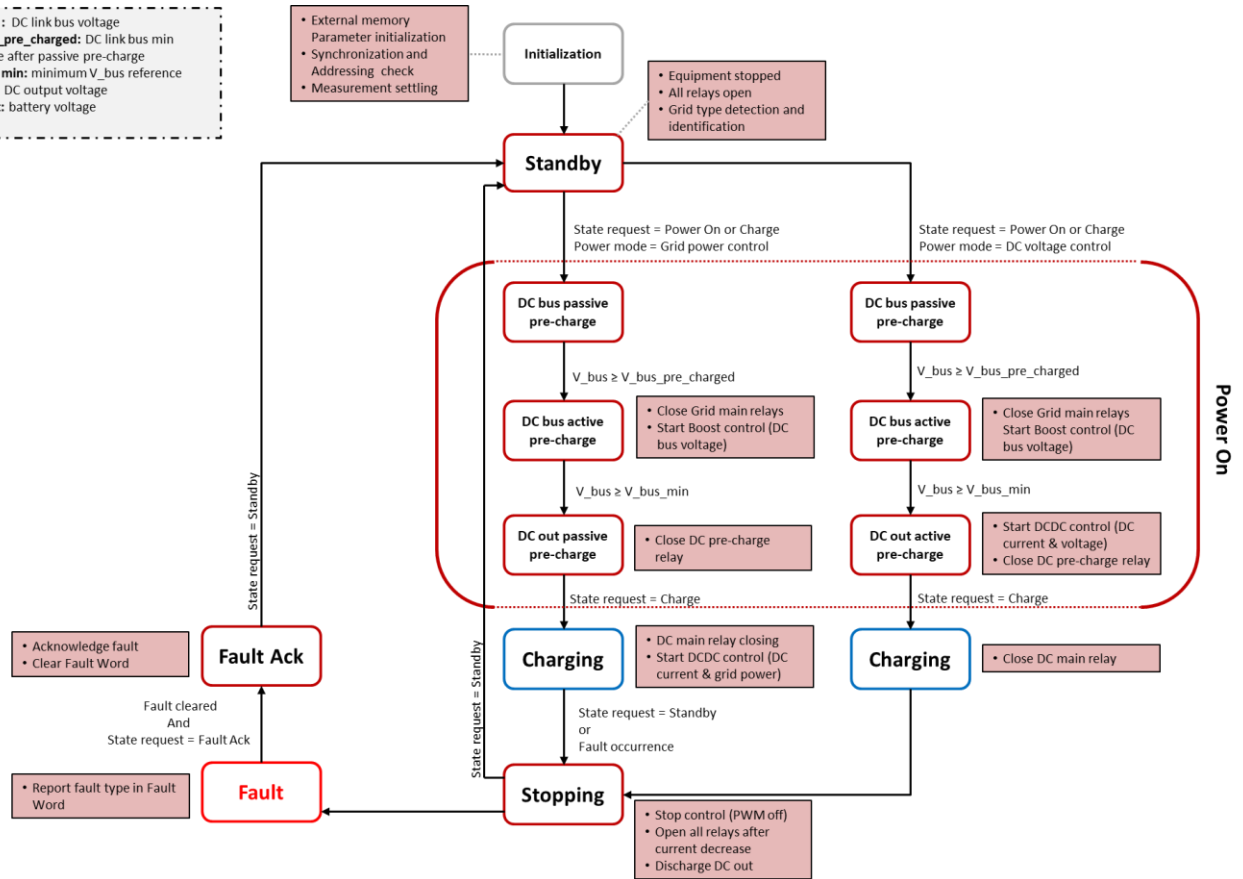 : DC link bus voltage
_pre_charged: DC link bus min
e after passive pre-charge
min: minimum V_bus reference
DC output voltage
: battery voltage
• External memory
Parameter initialization
• Synchronization and
Addressing check
• Measurement settling
Initialization
• Equipment stopped
• All relays open
• Grid type detection and
identification
Standby
State request = Power On or Charge
Power mode = Grid power control
State request = Power On or Charge
Power mode = DC voltage control
DC bus passive
pre-charge
DC bus passive
pre-charge
V_bus ≥ V_bus_pre_charged
V_bus ≥ V_bus_pre_charged
DC bus active
pre-charge
• Close Grid main relays
• Start Boost control (DC
bus voltage)
DC bus active
pre-charge
• Close Grid main relays
Start Boost control (DC
bus voltage)
Power On
V_bus ≥ V_bus_min
V_bus ≥ V_bus_min
DC out passive
pre-charge
• Close DC pre-charge
relay
DC out active
pre-charge
• Start DCDC control (DC
current & voltage)
• Close DC pre-charge relay
State request = Standby
State request = Charge
State request = Charge
• Acknowledge fault
• Clear Fault Word
Fault Ack
State request = Standby
Charging
• DC main relay closing
• Start DCDC control (DC
current & grid power)
Charging
• Close DC main relay
Fault cleared
And
State request = Fault Ack
State request = Standby
or
Fault occurrence
• Report fault type in Fault
Word
Fault
Stopping
• Stop control (PWM off)
• Open all relays after
current decrease
• Discharge DC out